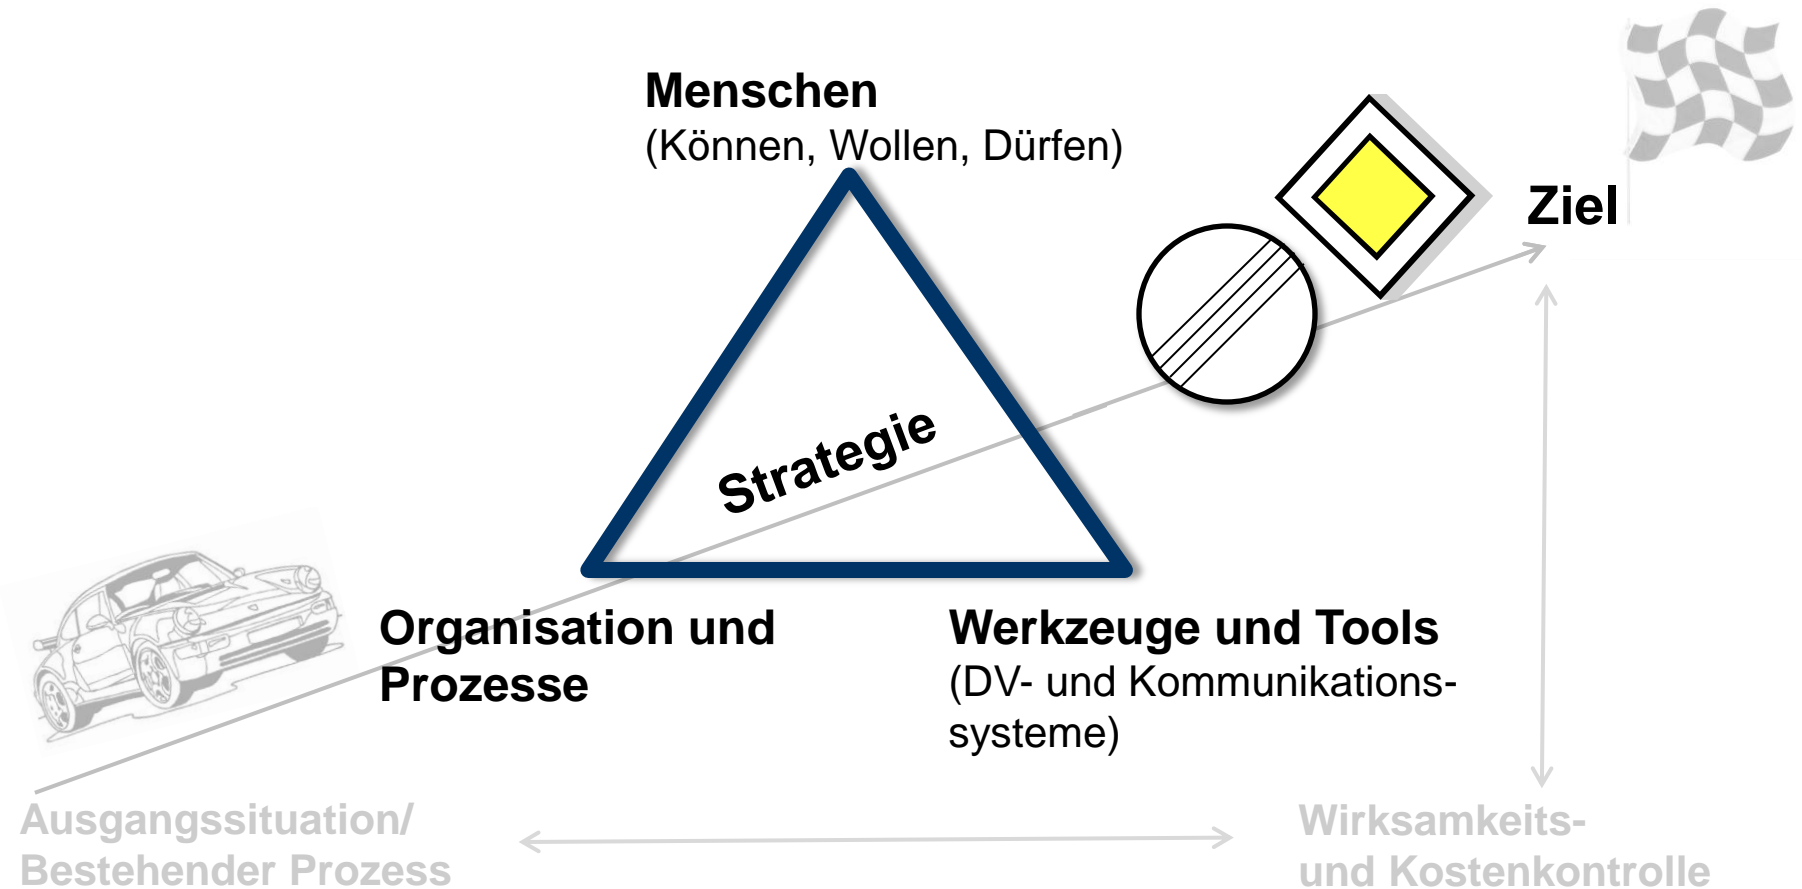 Menschen
(Können, Wollen, Dürfen)
Ziel
Strategie
Organisation und
Prozesse
Werkzeuge und Tools
(DV- und Kommunikations-
systeme)
Ausgangssituation/
Bestehender Prozess
Wirksamkeits-
und Kostenkontrolle